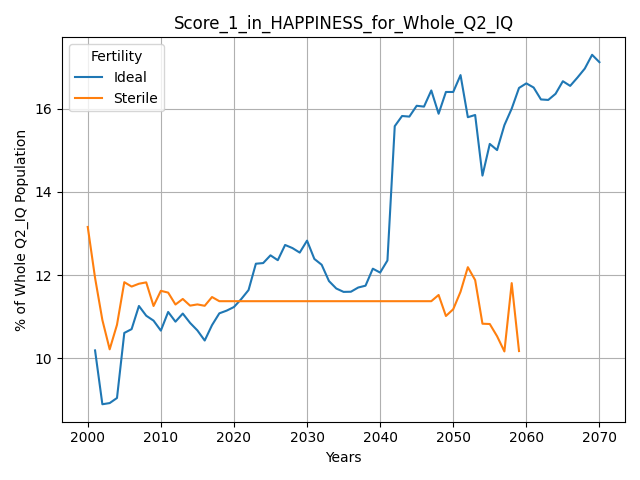 Score_1_in_HAPPINESS_for_Whole_Q2_IQ
Fertility
Ideal
Sterile
% of Whole Q2_IQ Population
16
14
12
10
2000 2010 2020 2030 2040 2050 2060 2070
Years